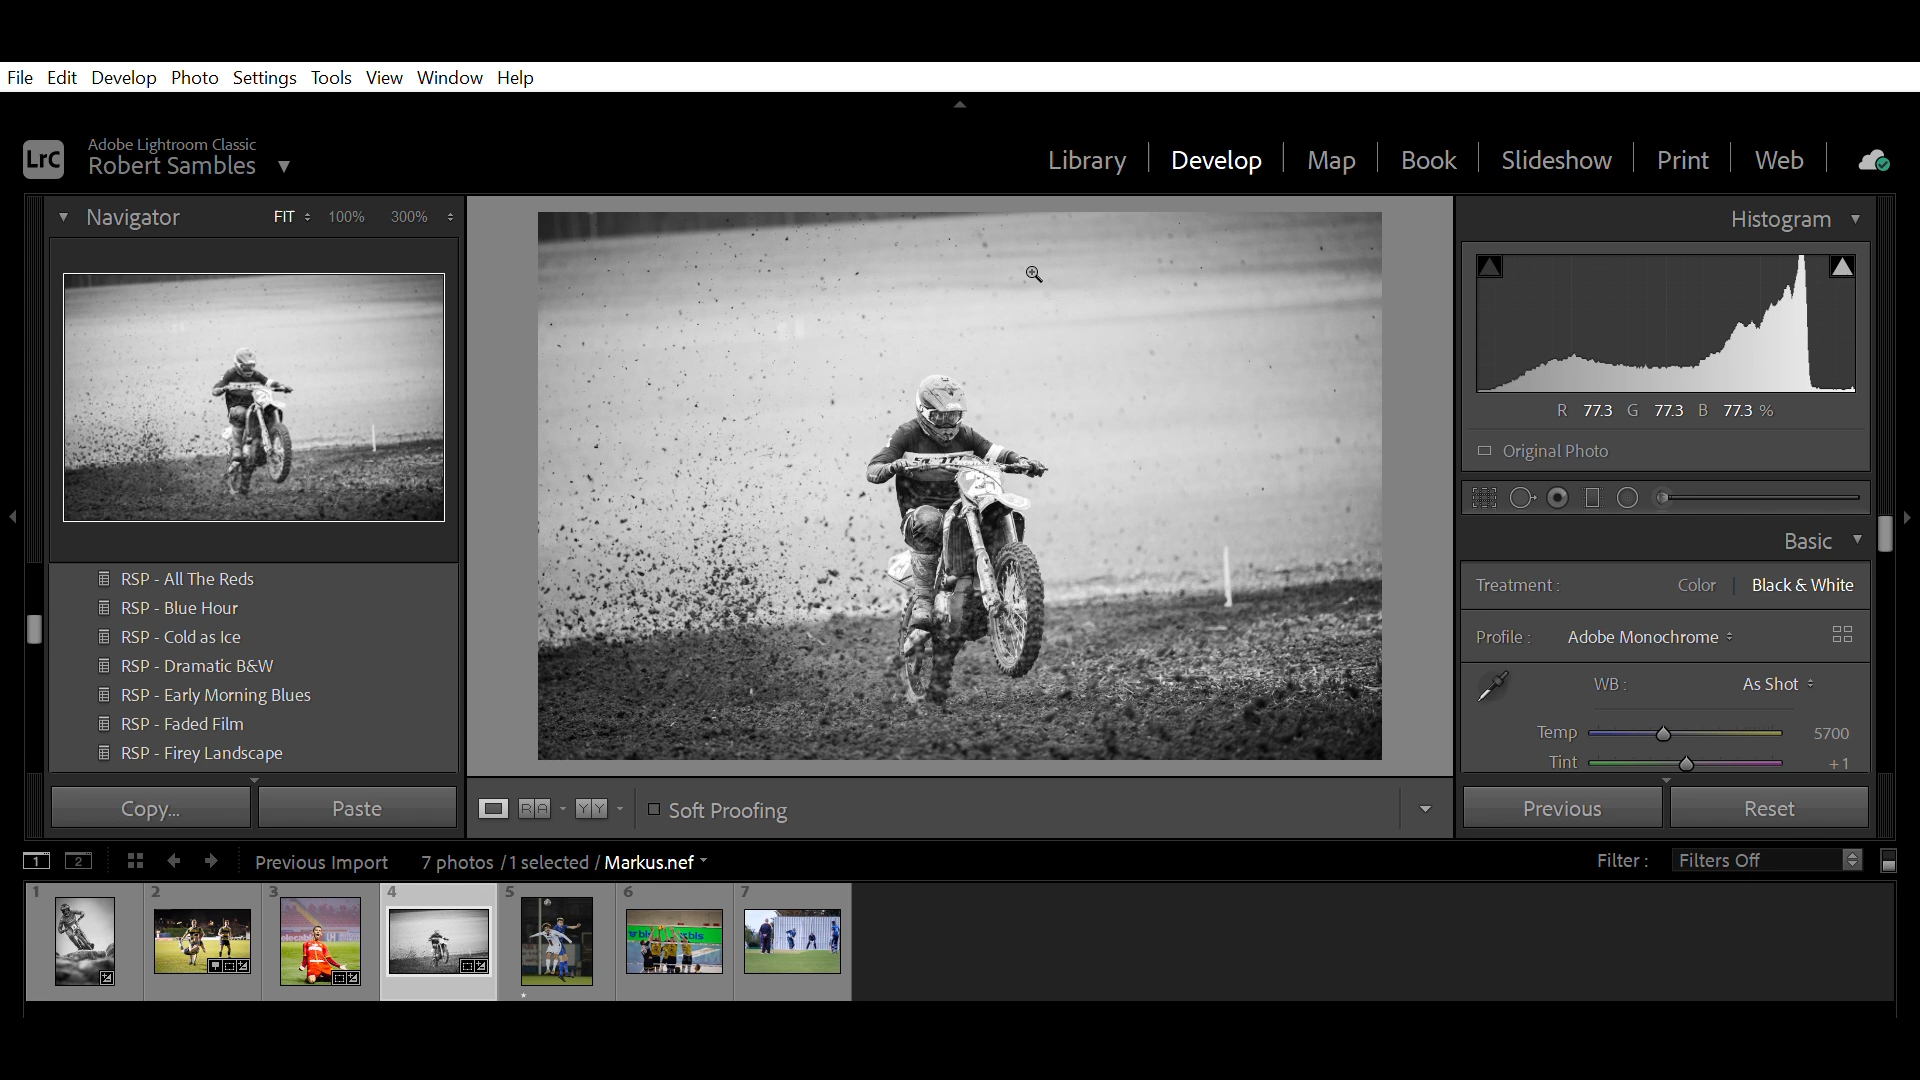 File Edit Develop Photo Settings Tools View Window Help
LrC
Adobe Lightroom Classic
Robert Sambles
Library Develop Map Book Slideshow Print Web
Navigator FIT 100% 300%
Histogram
R 77.3 G 77.3 B 77.3 %
Original Photo
Basic
Treatment : Color Black & White
Profile : Adobe Monochrome
WB : As Shot
Temp 5700
Tint +1
RSP - All The Reds
RSP - Blue Hour
RSP - Cold as Ice
RSP - Dramatic B&W
RSP - Early Morning Blues
RSP - Faded Film
RSP - Firey Landscape
Copy... Paste
R A Y Y Soft Proofing
Previous Reset
1 2 Previous Import 7 photos / 1 selected / Markus.nef
Filter : Filters Off
1 2 3 4 5 6 7